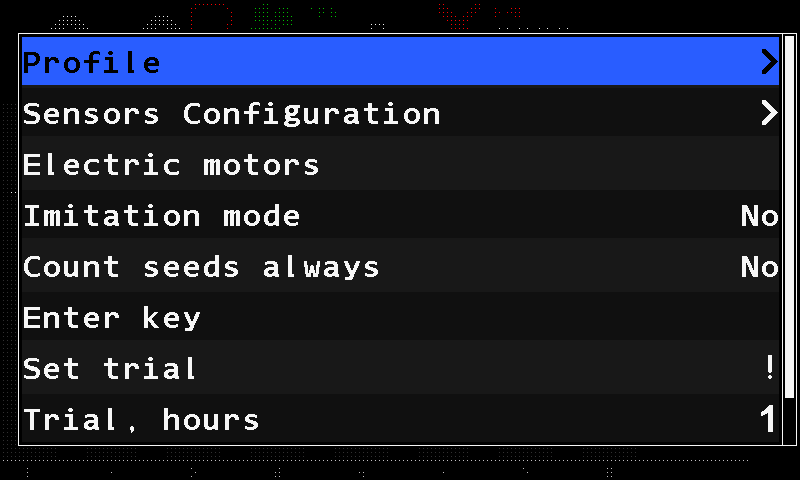 Profile >
Sensors Configuration >
Electric motors
Imitation mode No
Count seeds always No
Enter key
Set trial !
Trial, hours 1